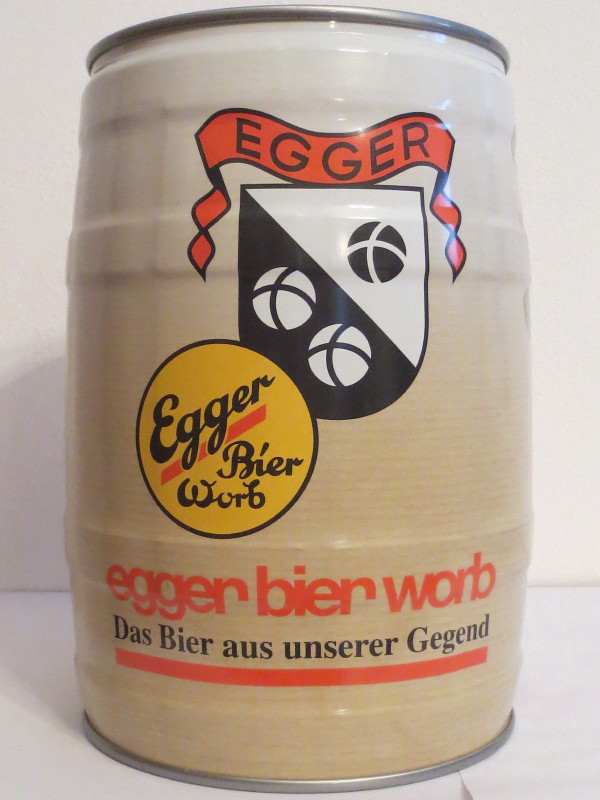 EGGER
Egger
Bier
Worb
egger bier worb
Das Bier aus unserer Gegend